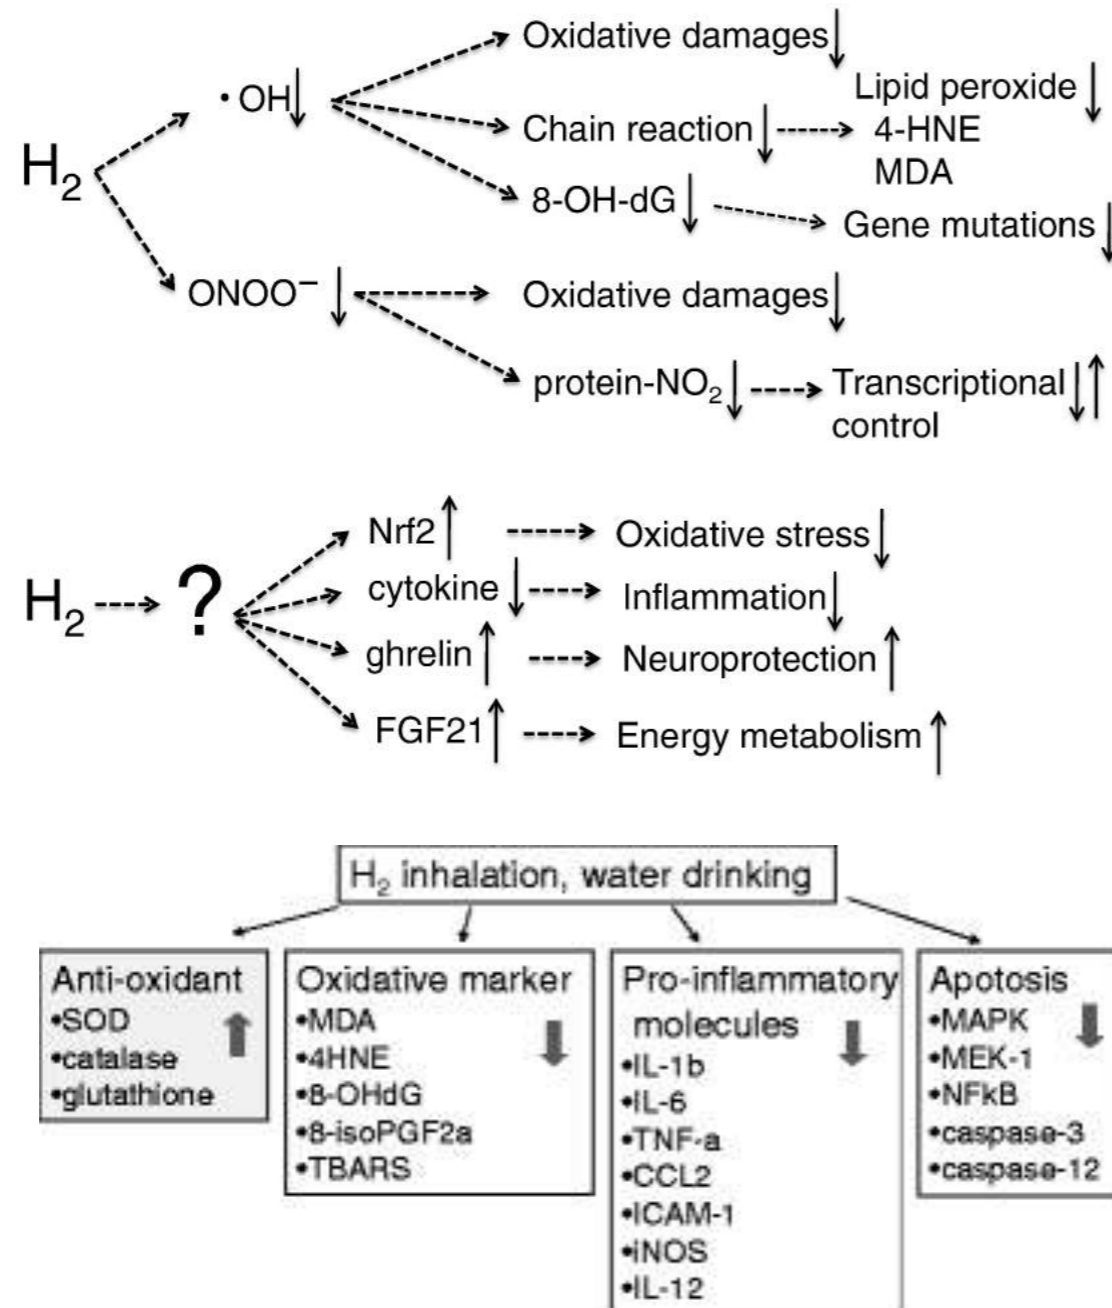 Oxidative damages↓
·OH↓
Lipid peroxide↓
Chain reaction↓
4-HNE
MDA
H₂
8-OH-dG↓
Gene mutations↓
ONOO⁻↓
Oxidative damages↓
protein-NO₂↓
Transcriptional↓↑
control
Nrf2↑
Oxidative stress↓
H₂
?
cytokine↓
Inflammation↓
ghrelin↑
Neuroprotection↑
FGF21↑
Energy metabolism↑
H₂ inhalation, water drinking
Anti-oxidant
•SOD
•catalase
•glutathione
Oxidative marker
•MDA
•4HNE
•8-OHdG
•8-isoPGF2a
•TBARS
Pro-inflammatory
molecules
•IL-1b
•IL-6
•TNF-a
•CCL2
•ICAM-1
•iNOS
•IL-12
Apotosis
•MAPK
•MEK-1
•NFkB
•caspase-3
•caspase-12